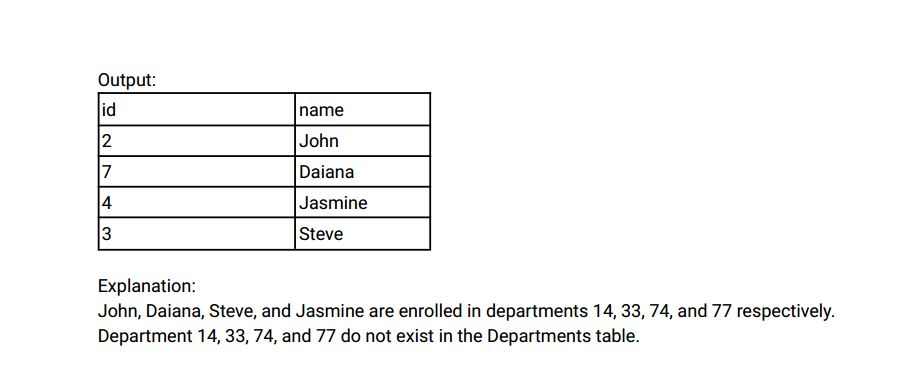 Output:
id name
2 John
7 Daiana
4 Jasmine
3 Steve
Explanation:
John, Daiana, Steve, and Jasmine are enrolled in departments 14, 33, 74, and 77 respectively.
Department 14, 33, 74, and 77 do not exist in the Departments table.